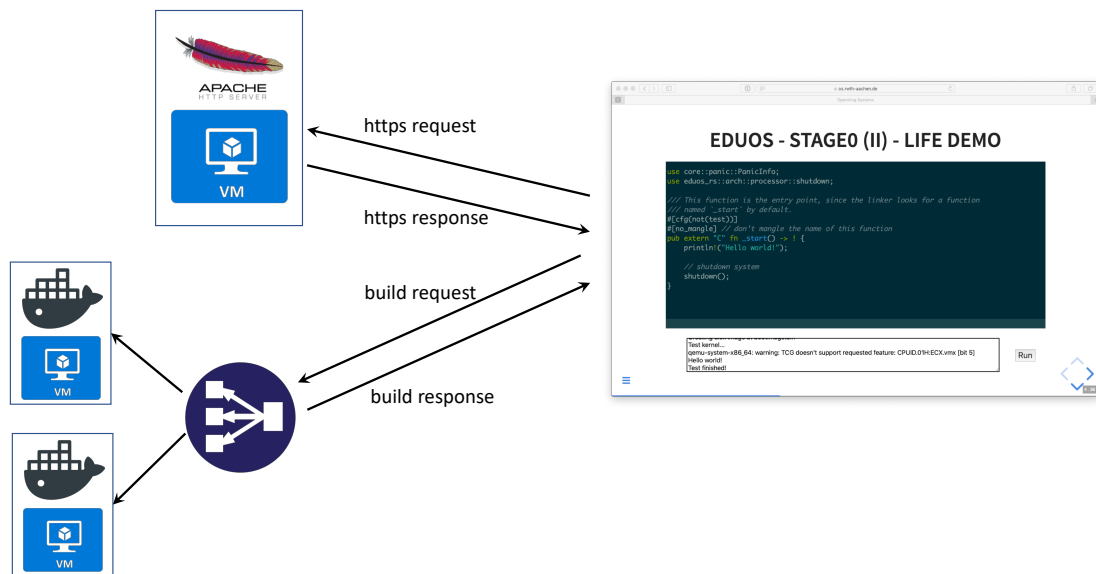 APACHE
HTTP SERVER
VM
https request
https response
build request
build response
VM
VM
os.rwth-aachen.de
Operating Systems
EDUOS - STAGE0 (II) - LIFE DEMO
use core::panic::PanicInfo;
use eduos_rs::arch::processor::shutdown;
/// This function is the entry point, since the linker looks for a function
/// named `_start` by default.
#[cfg(not(test))]
#[no_mangle] // don't mangle the name of this function
pub extern "C" fn _start() -> ! {
println!("Hello world!");
// shutdown system
shutdown();
}
Test kernel...
qemu-system-x86_64: warning: TCG doesn't support requested feature: CPUID.01H:ECX.vmx [bit 5]
Hello world!
Test finished!
Run